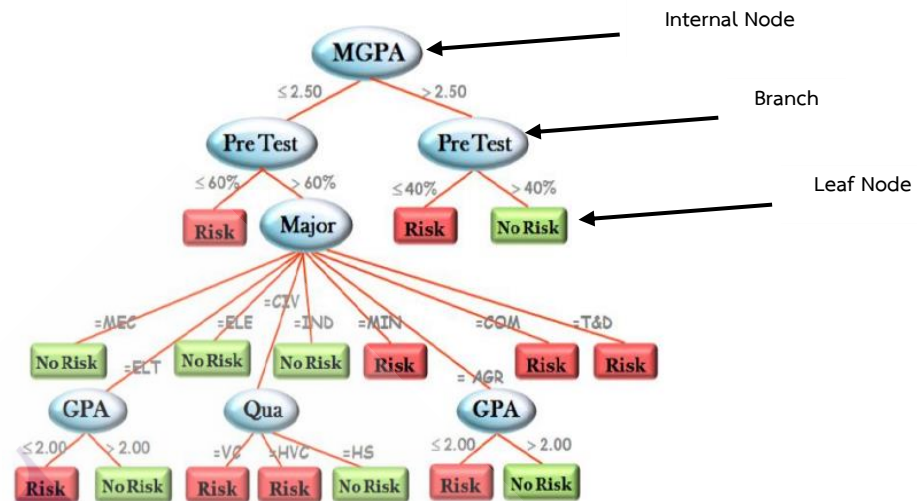 Internal Node
MGPA
≤2.50
>2.50
Branch
Pre Test
Pre Test
≤60%
>60%
≤40%
>40%
Leaf Node
Risk
Major
Risk
No Risk
=MEC
=ELT
=ELE
=CIV
=IND
=MIN
= AGR
=COM
=T&D
No Risk
No Risk
No Risk
Risk
Risk
Risk
GPA
Qua
GPA
≤2.00
>2.00
=VC
=HVC
=HS
≤2.00
>2.00
Risk
No Risk
Risk
Risk
No Risk
Risk
No Risk